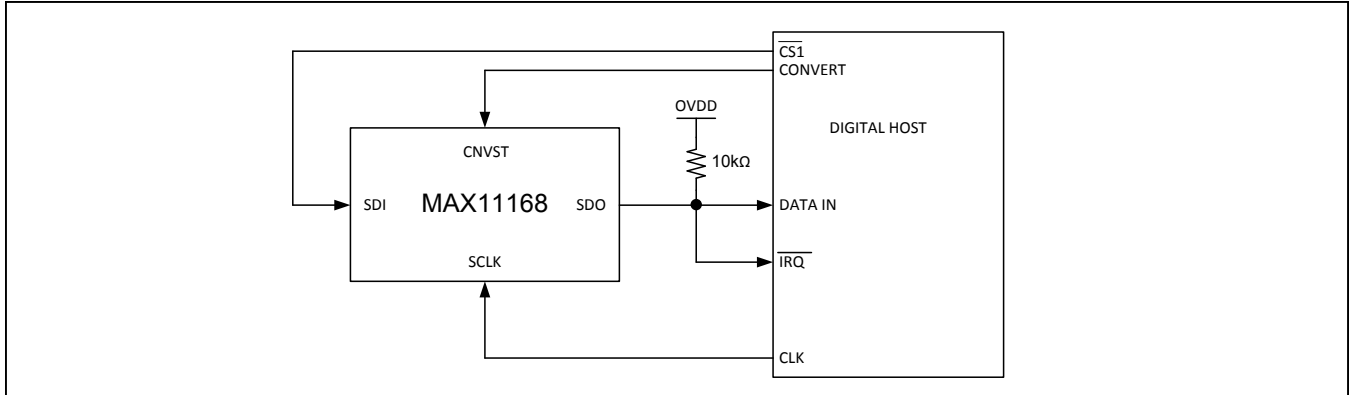 CS1
CONVERT
OVDD
DIGITAL HOST
CNVST
10kΩ
SDI
MAX11168
SDO
DATA IN
SCLK
IRQ
CLK